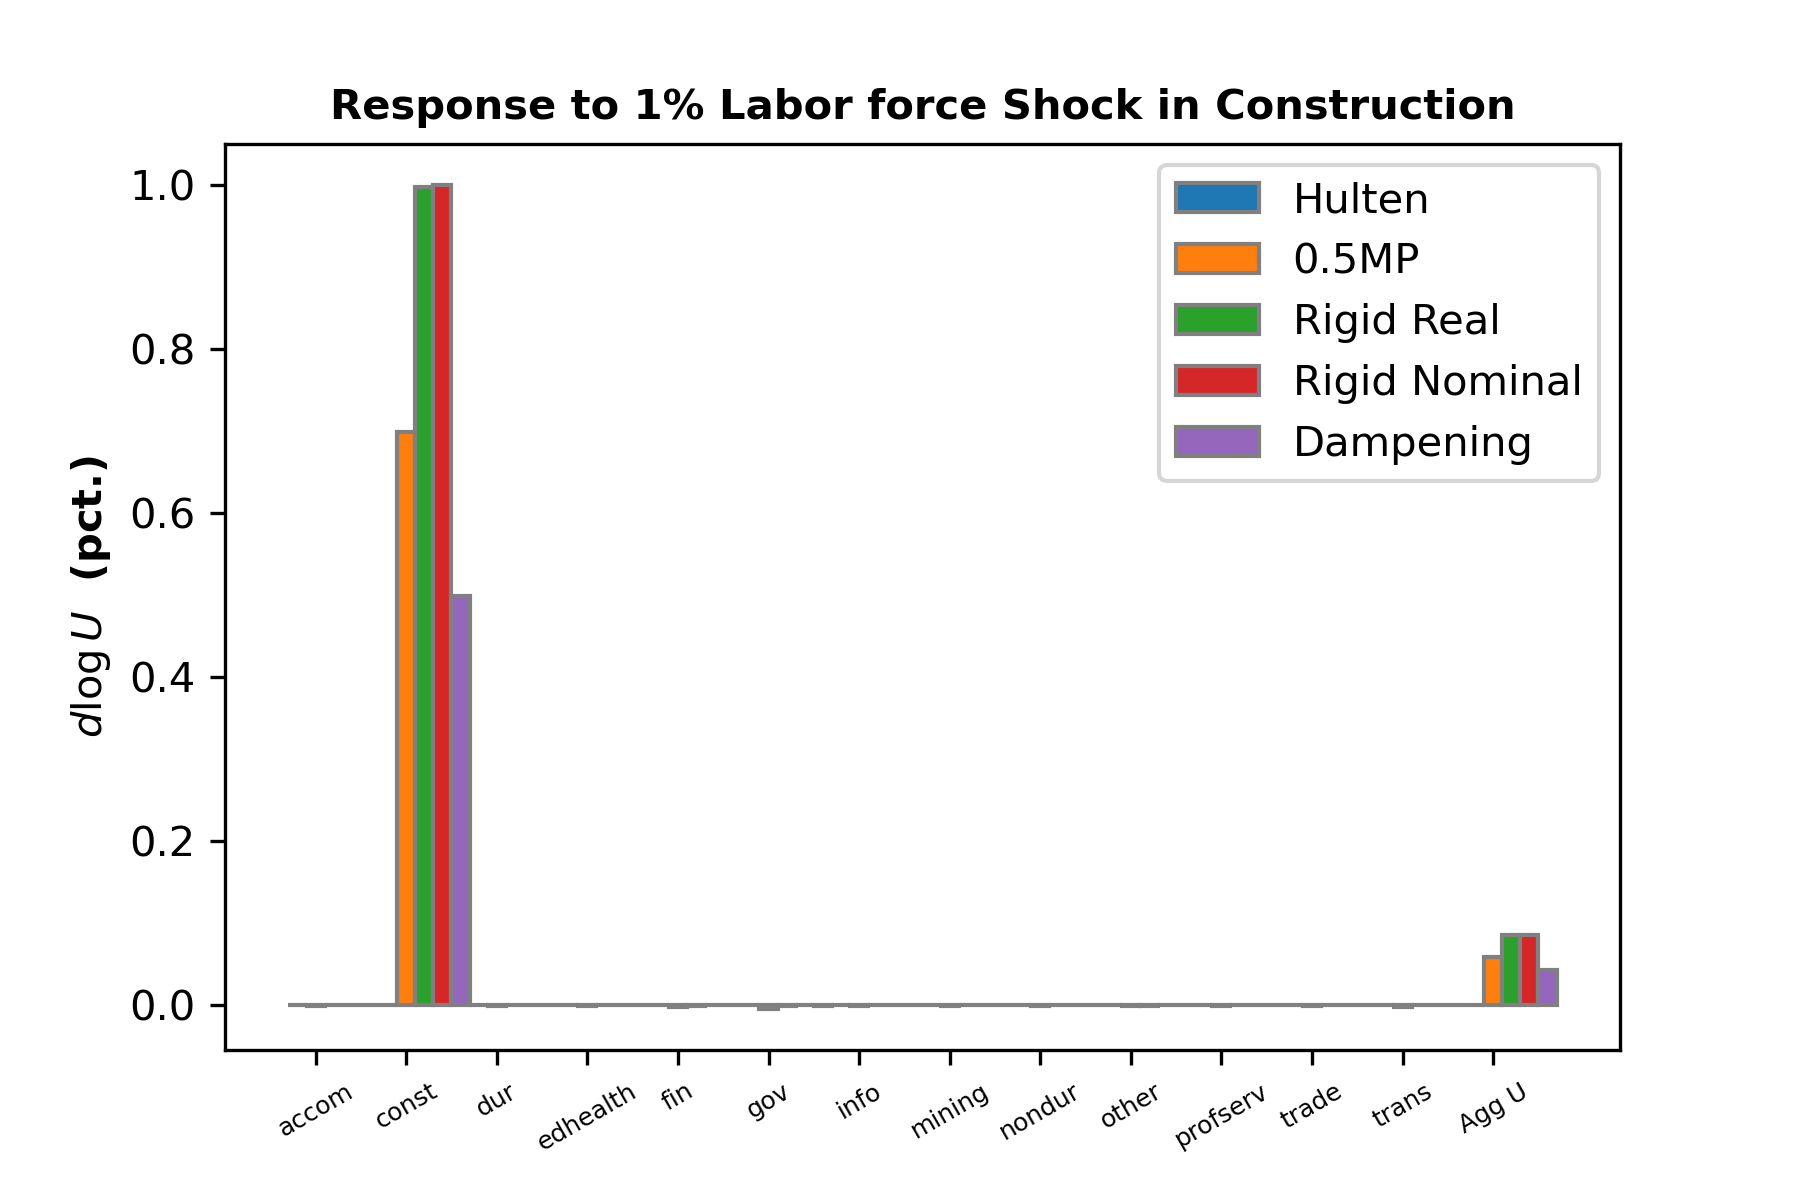 Response to 1% Labor force Shock in Construction
1.0
0.8
0.6
0.4
0.2
0.0
dlog U (pct.)
Hulten
0.5MP
Rigid Real
Rigid Nominal
Dampening
accom
const
dur
edhealth
fin
gov
info
mining
nondur
other
profserv
trade
trans
Agg U